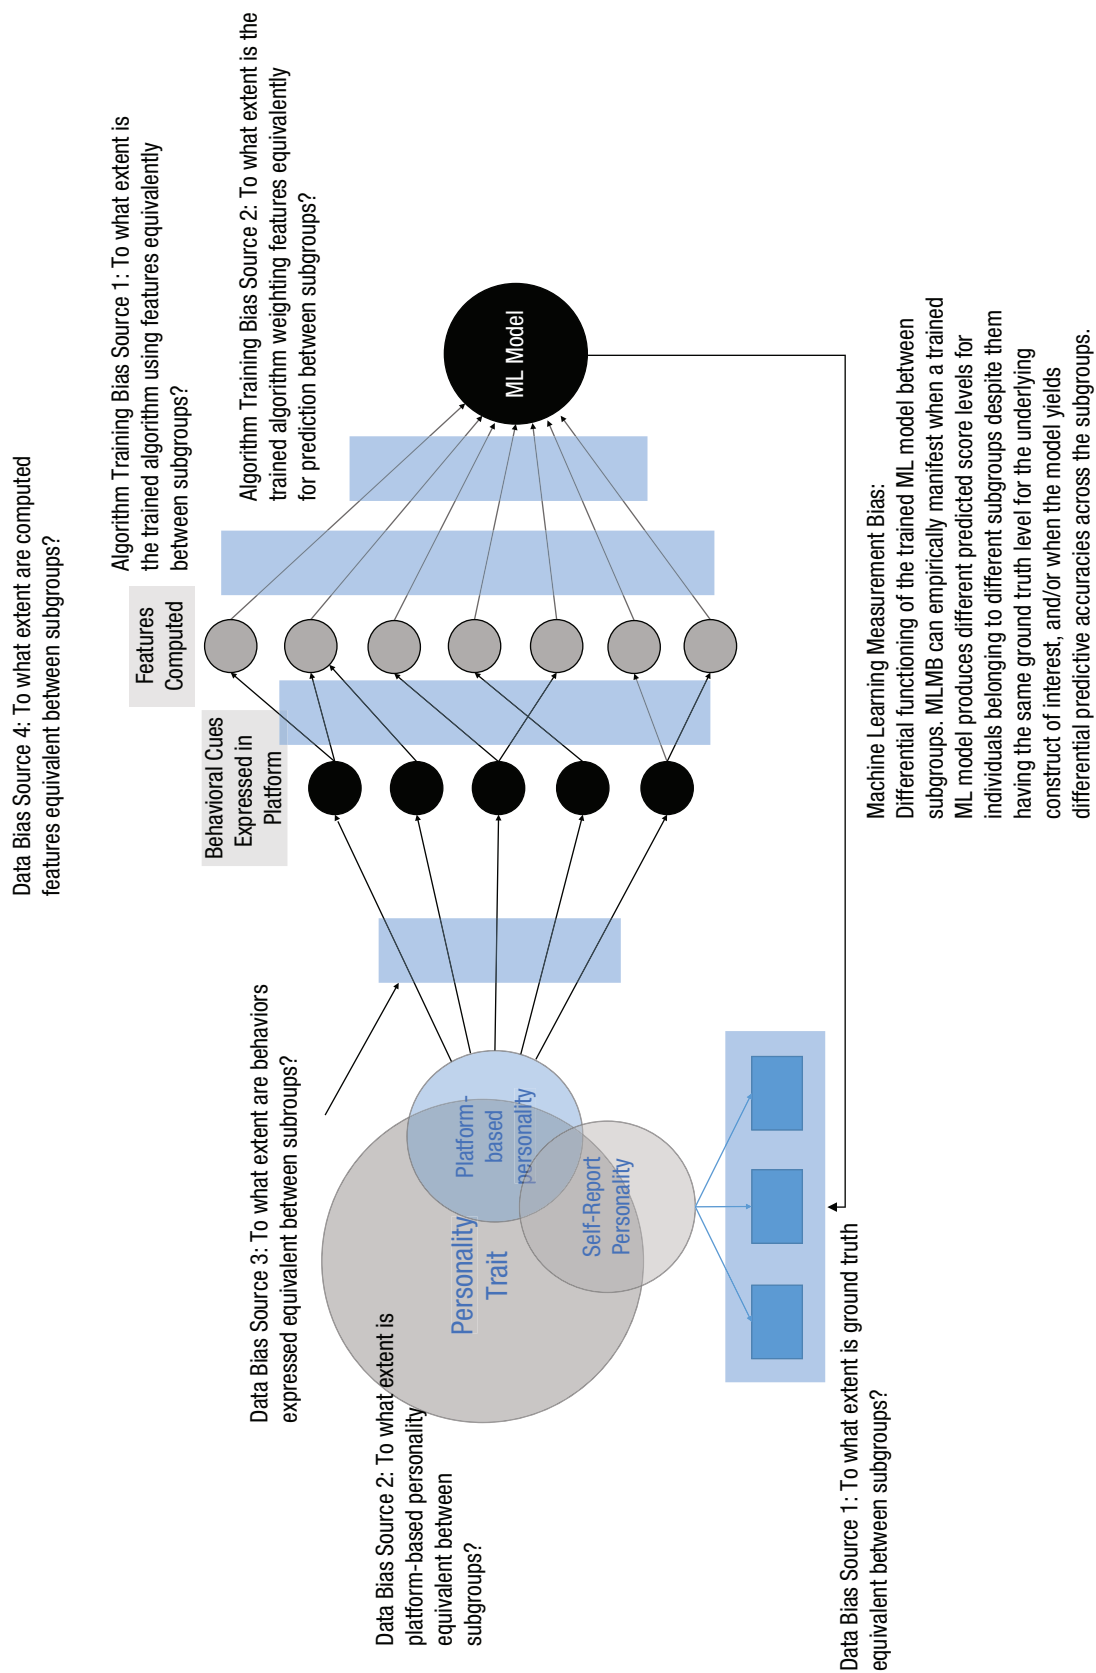 Data Bias Source 4: To what extent are computed
features equivalent between subgroups?
Algorithm Training Bias Source 1: To what extent is
the trained algorithm using features equivalently
between subgroups?
Algorithm Training Bias Source 2: To what extent is the
trained algorithm weighting features equivalently
for prediction between subgroups?
Features
Computed
Behavioral Cues
Expressed in
Platform
ML Model
Data Bias Source 3: To what extent are behaviors
expressed equivalent between subroups?
Data Bias Source 2: To what extent is
platform-based personality
equivalent between
subgroups?
Personality
Trait
Platform-
based
personality
Self-Report
Personality
Data Bias Source 1: To what extent is ground truth
equivalent between subgroups?
Machine Learning Measurement Bias:
Differential functioning of the trained ML model between
subgroups. MLMB can empirically manifest when a trained
ML model produces different predicted score levels for
individuals belonging to different subgroups despite them
having the same ground truth level for the underlying
construct of interest, and/or when the model yields
differential predictive accuracies across the subgroups.